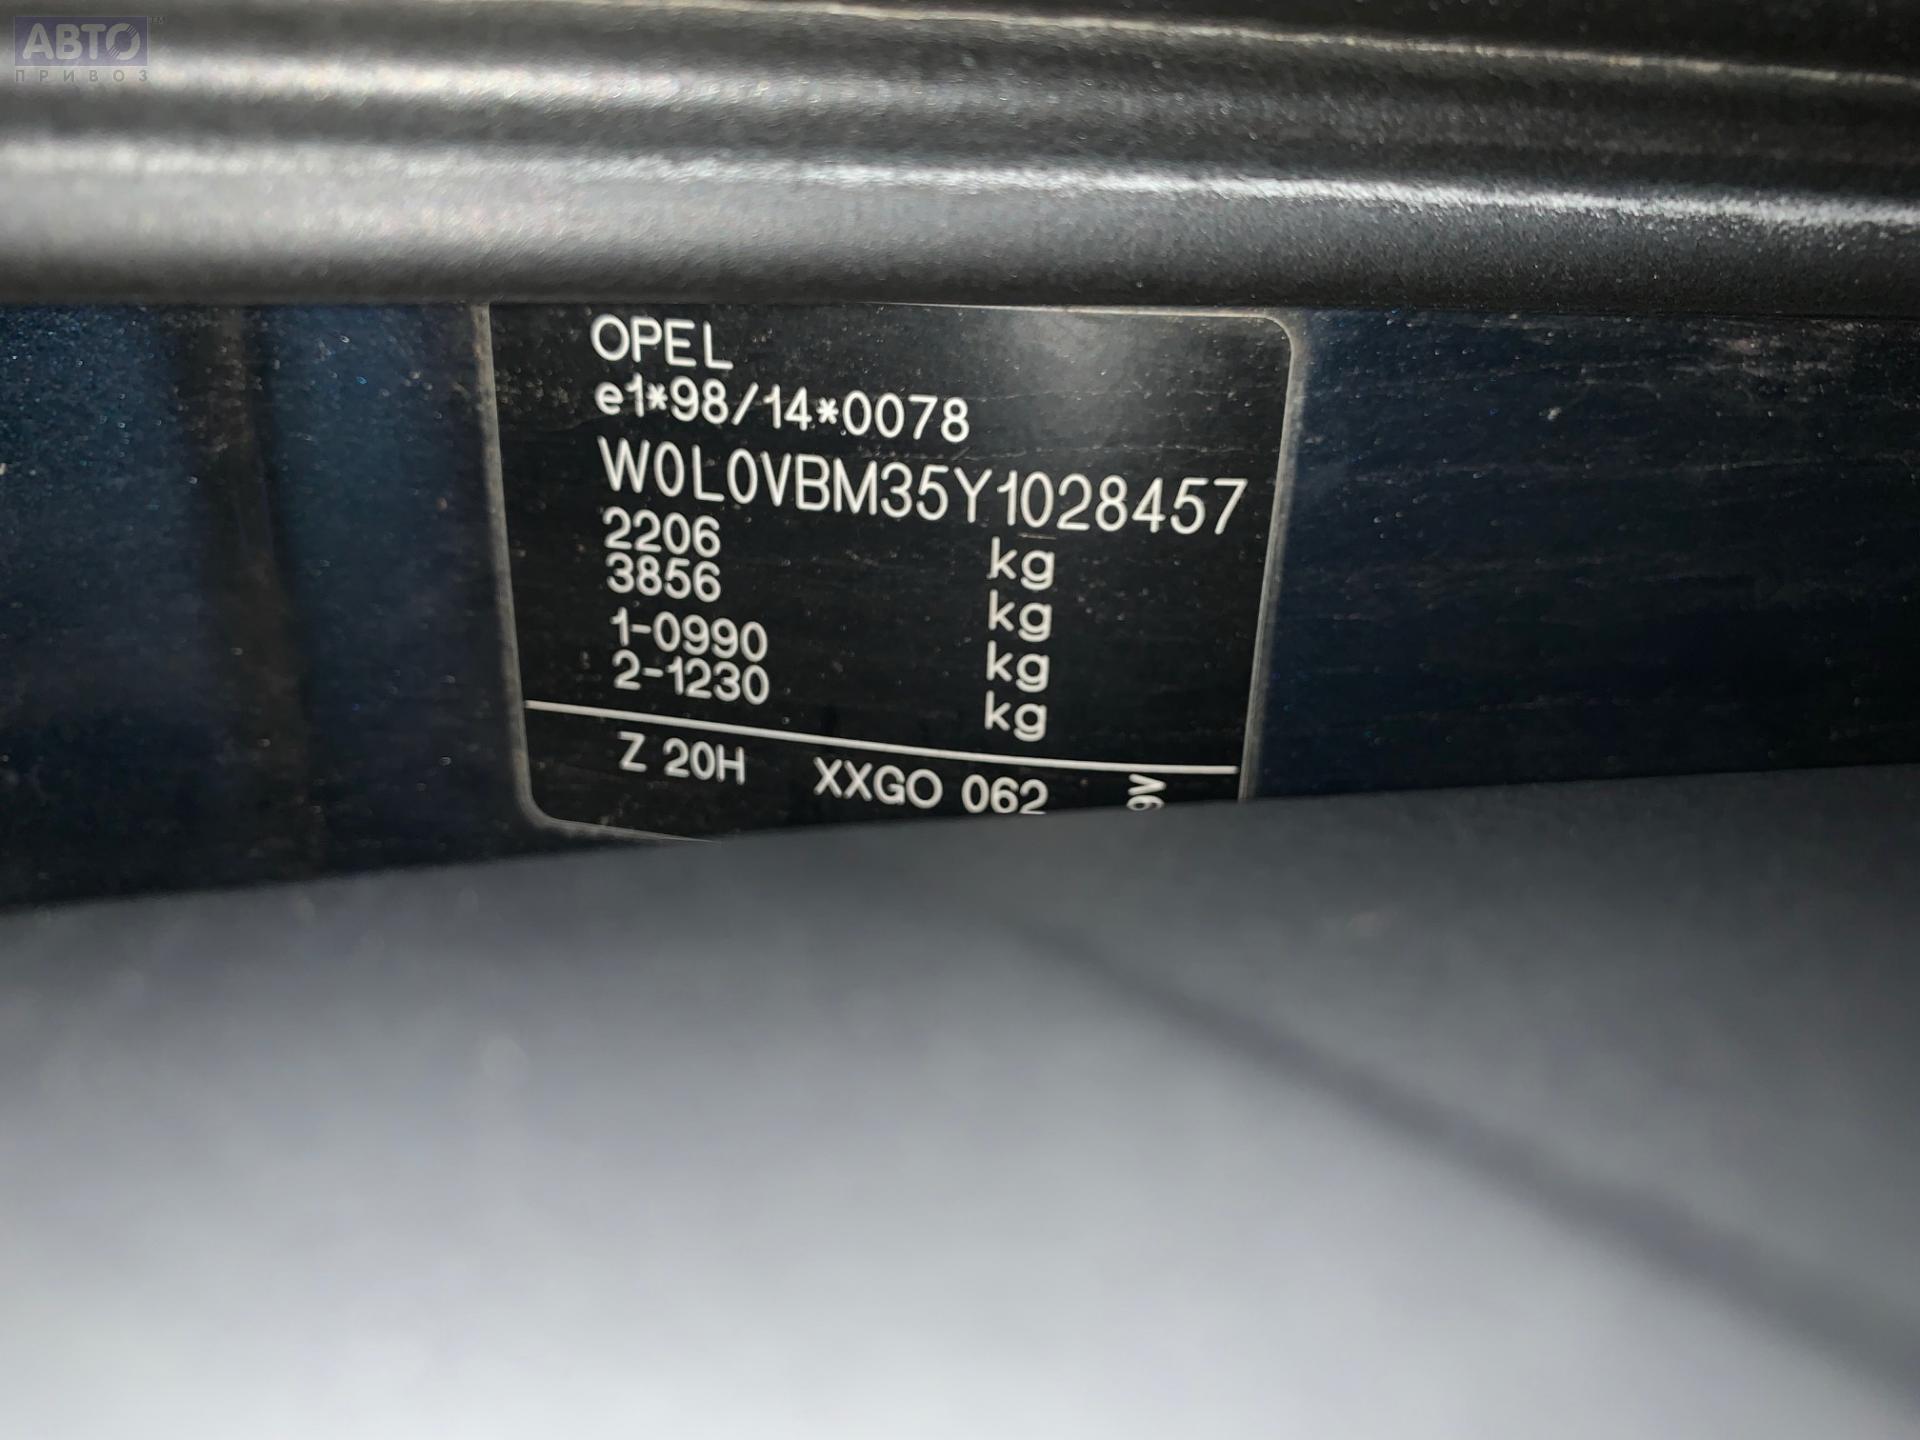 АВТО
ПРИВОЗ
OPEL
e1*98/14*0078
W0L0VBM35Y1028457
2206 kg
3856 kg
1-0990 kg
2-1230 kg
Z 20H XXGO 062